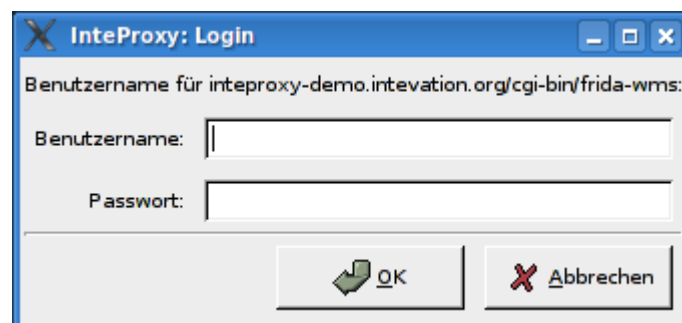 InteProxy: Login
Benutzername für inteproxy-demo.intevation.org/cgi-bin/frida-wms:
Benutzername:
Passwort:
OK
Abbrechen